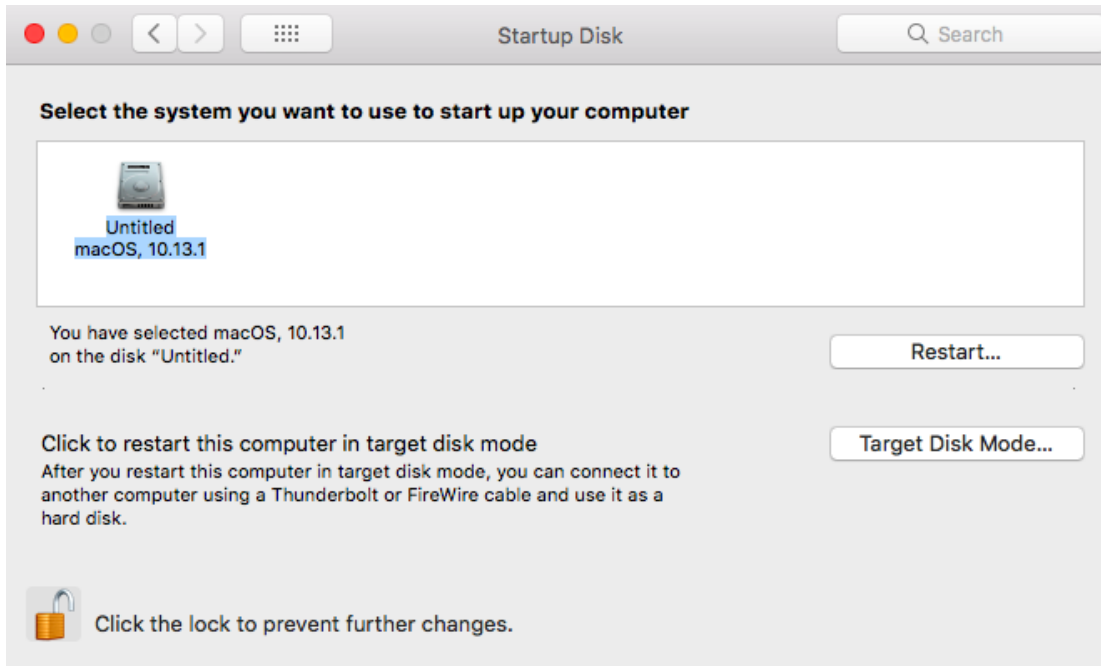 Startup Disk
Search
Select the system you want to use to start up your computer
Untitled
macOS, 10.13.1
You have selected macOS, 10.13.1
on the disk “Untitled.”
Restart...
Click to restart this computer in target disk mode
Target Disk Mode...
After you restart this computer in target disk mode, you can connect it to
another computer using a Thunderbolt or FireWire cable and use it as a
hard disk.
Click the lock to prevent further changes.